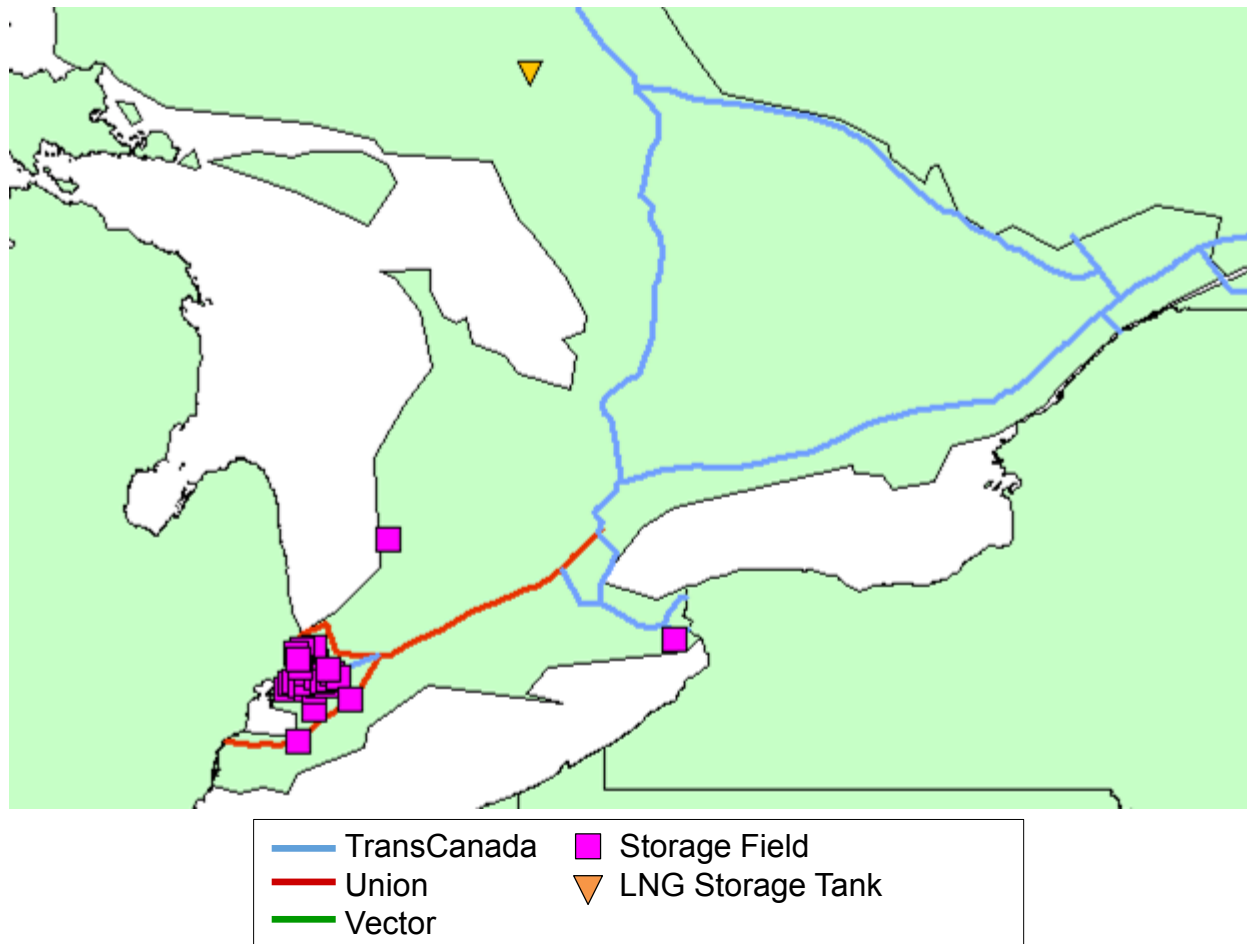 TransCanada
Storage Field
Union
LNG Storage Tank
Vector